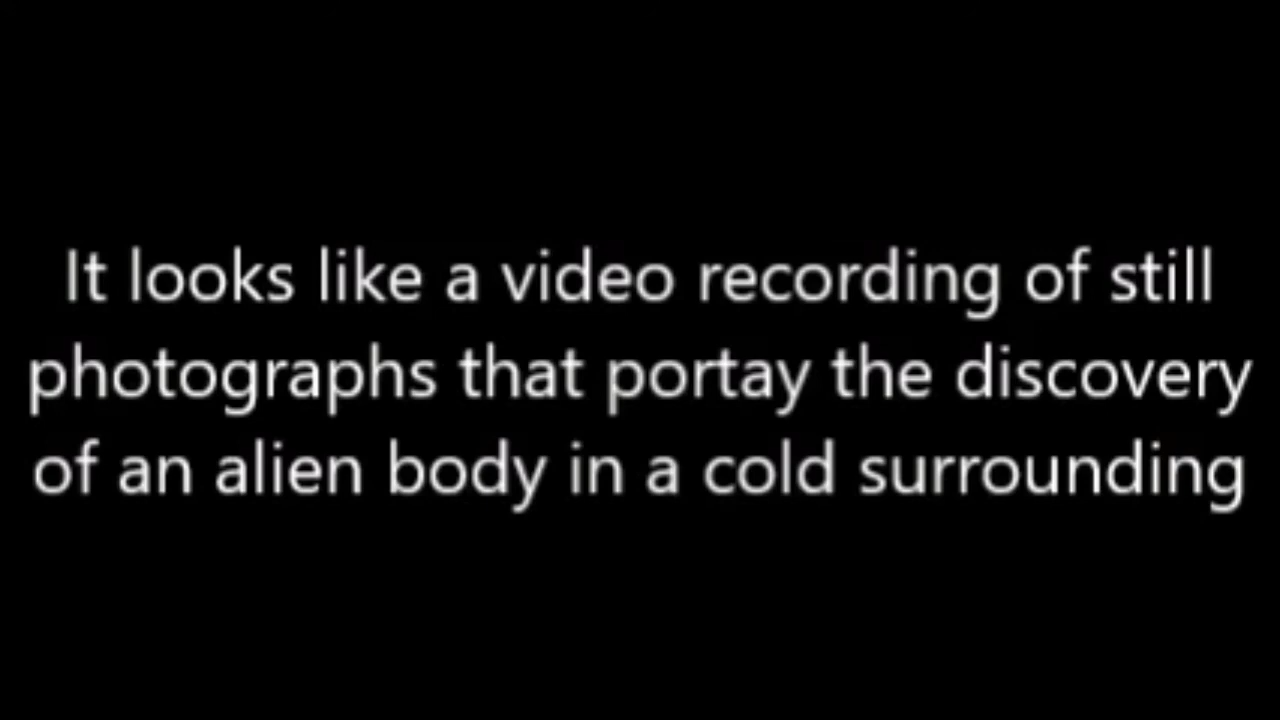 It looks like a video recording of still
photographs that portay the discovery
of an alien body in a cold surrounding